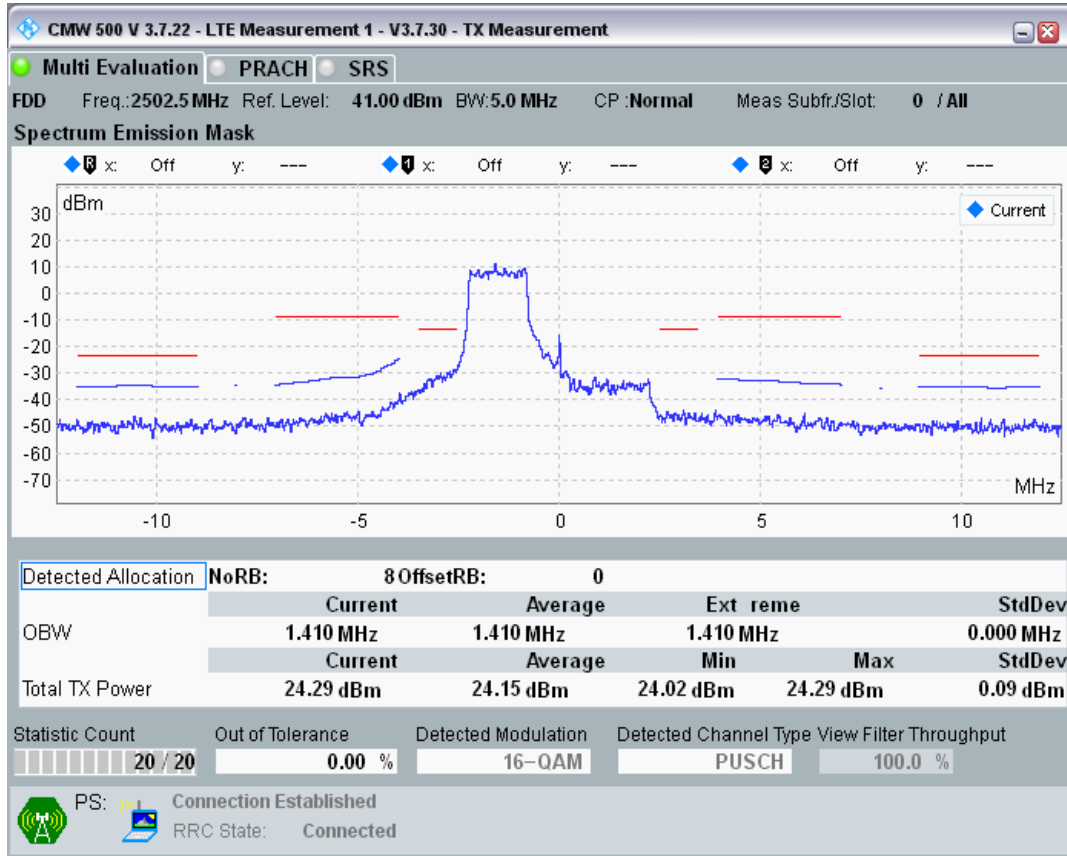 CMW 500 V 3.7.22 - LTE Measurement 1 - V3.7.30 - TX Measurement
Multi Evaluation PRACH SRS
FDD Freq.:2502.5 MHz Ref. Level: 41.00 dBm BW:5.0 MHz CP :Normal Meas Subfr./Slot: 0 / All
Spectrum Emission Mask
R x: Off y: --- 1 x: Off y: --- 2 x: Off y: ---
dBm
Current
30
20
10
0
-10
-20
-30
-40
-50
-60
-70
MHz
-10 -5 0 5 10
Detected Allocation NoRB: 8 OffsetRB: 0
Current Average Ext reme StdDev
OBW 1.410 MHz 1.410 MHz 1.410 MHz 0.000 MHz
Current Average Min Max StdDev
Total TX Power 24.29 dBm 24.15 dBm 24.02 dBm 24.29 dBm 0.09 dBm
Statistic Count Out of Tolerance Detected Modulation Detected Channel Type View Filter Throughput
20 / 20 0.00 % 16-QAM PUSCH 100.0 %
PS: Connection Established
RRC State: Connected